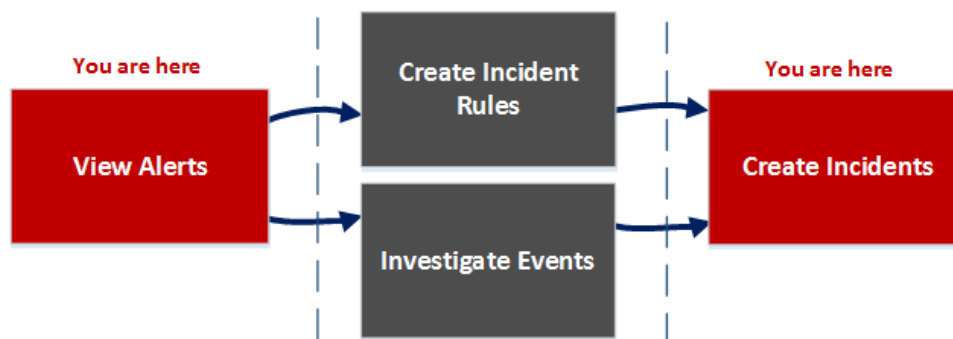 You are here
View Alerts
Create Incident
Rules
Investigate Events
You are here
Create Incidents